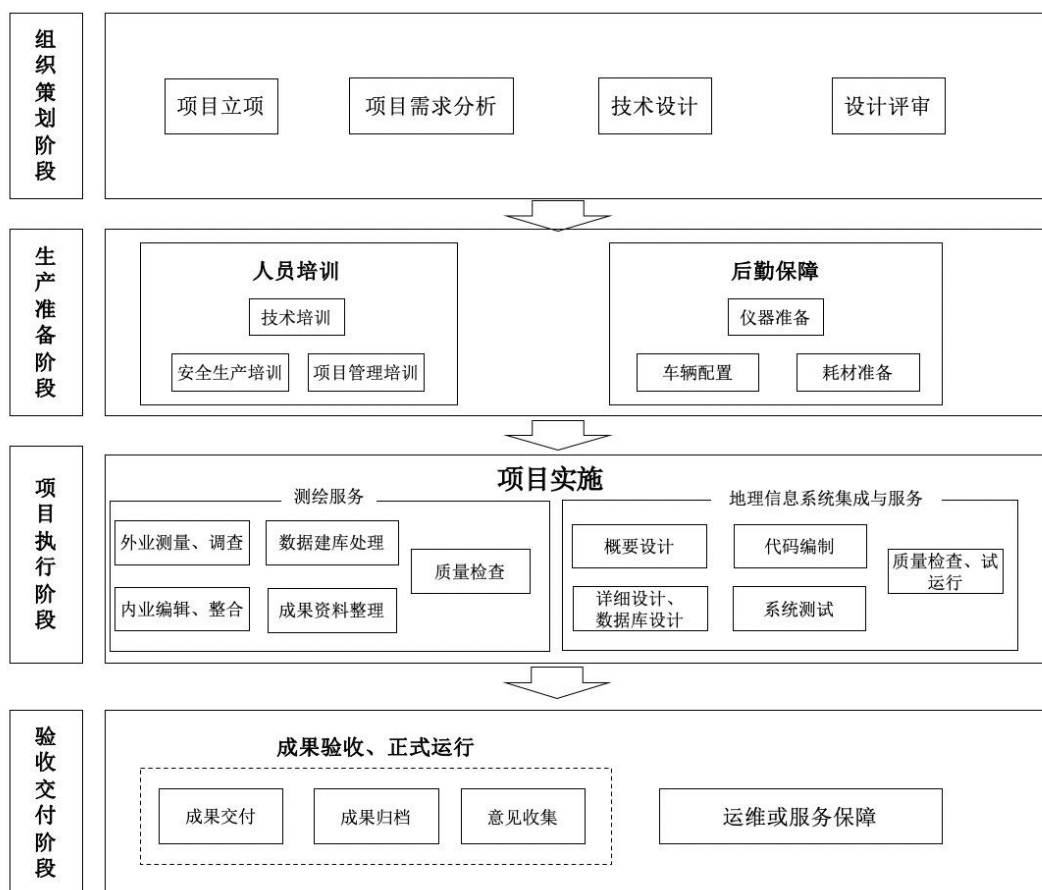 组织策划阶段
项目立项
项目需求分析
技术设计
设计评审
生产准备阶段
人员培训
技术培训
安全生产培训
项目管理培训
后勤保障
仪器准备
车辆配置
耗材准备
项目执行阶段
项目实施
测绘服务
外业测量、调查
数据建库处理
质量检查
内业编辑、整合
成果资料整理
地理信息系统集成与服务
概要设计
代码编制
质量检查、试
运行
详细设计、
数据库设计
系统测试
验收交付阶段
成果验收、正式运行
成果交付
成果归档
意见收集
运维或服务保障